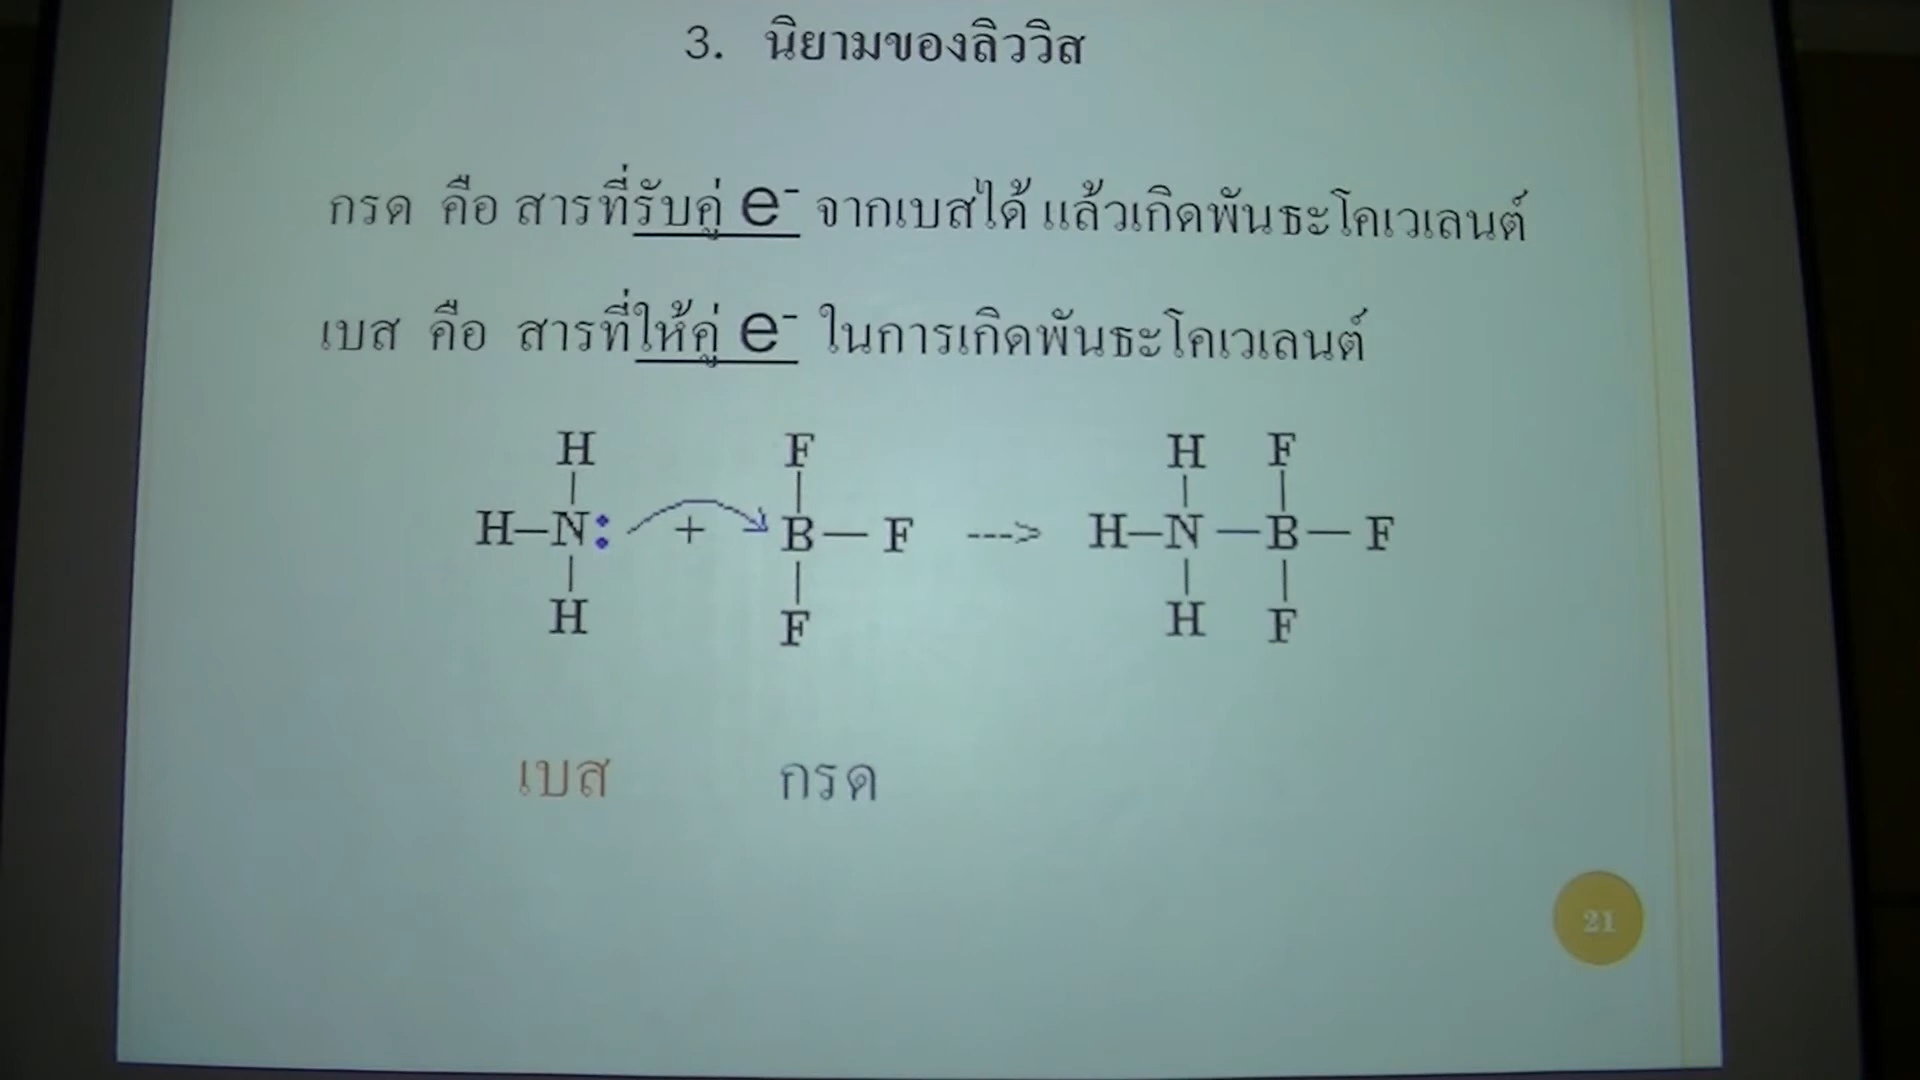 3. นิยามของลิววิส
กรด คือ สารที่รับคู่ e⁻ จากเบสได้ แล้วเกิดพันธะโคเวเลนต์
เบส คือ สารที่ให้คู่ e⁻ ในการเกิดพันธะโคเวเลนต์
H F H F
| | | |
H—N: + B — F ---> H—N — B — F
| | | |
H F H F
เบส กรด
21